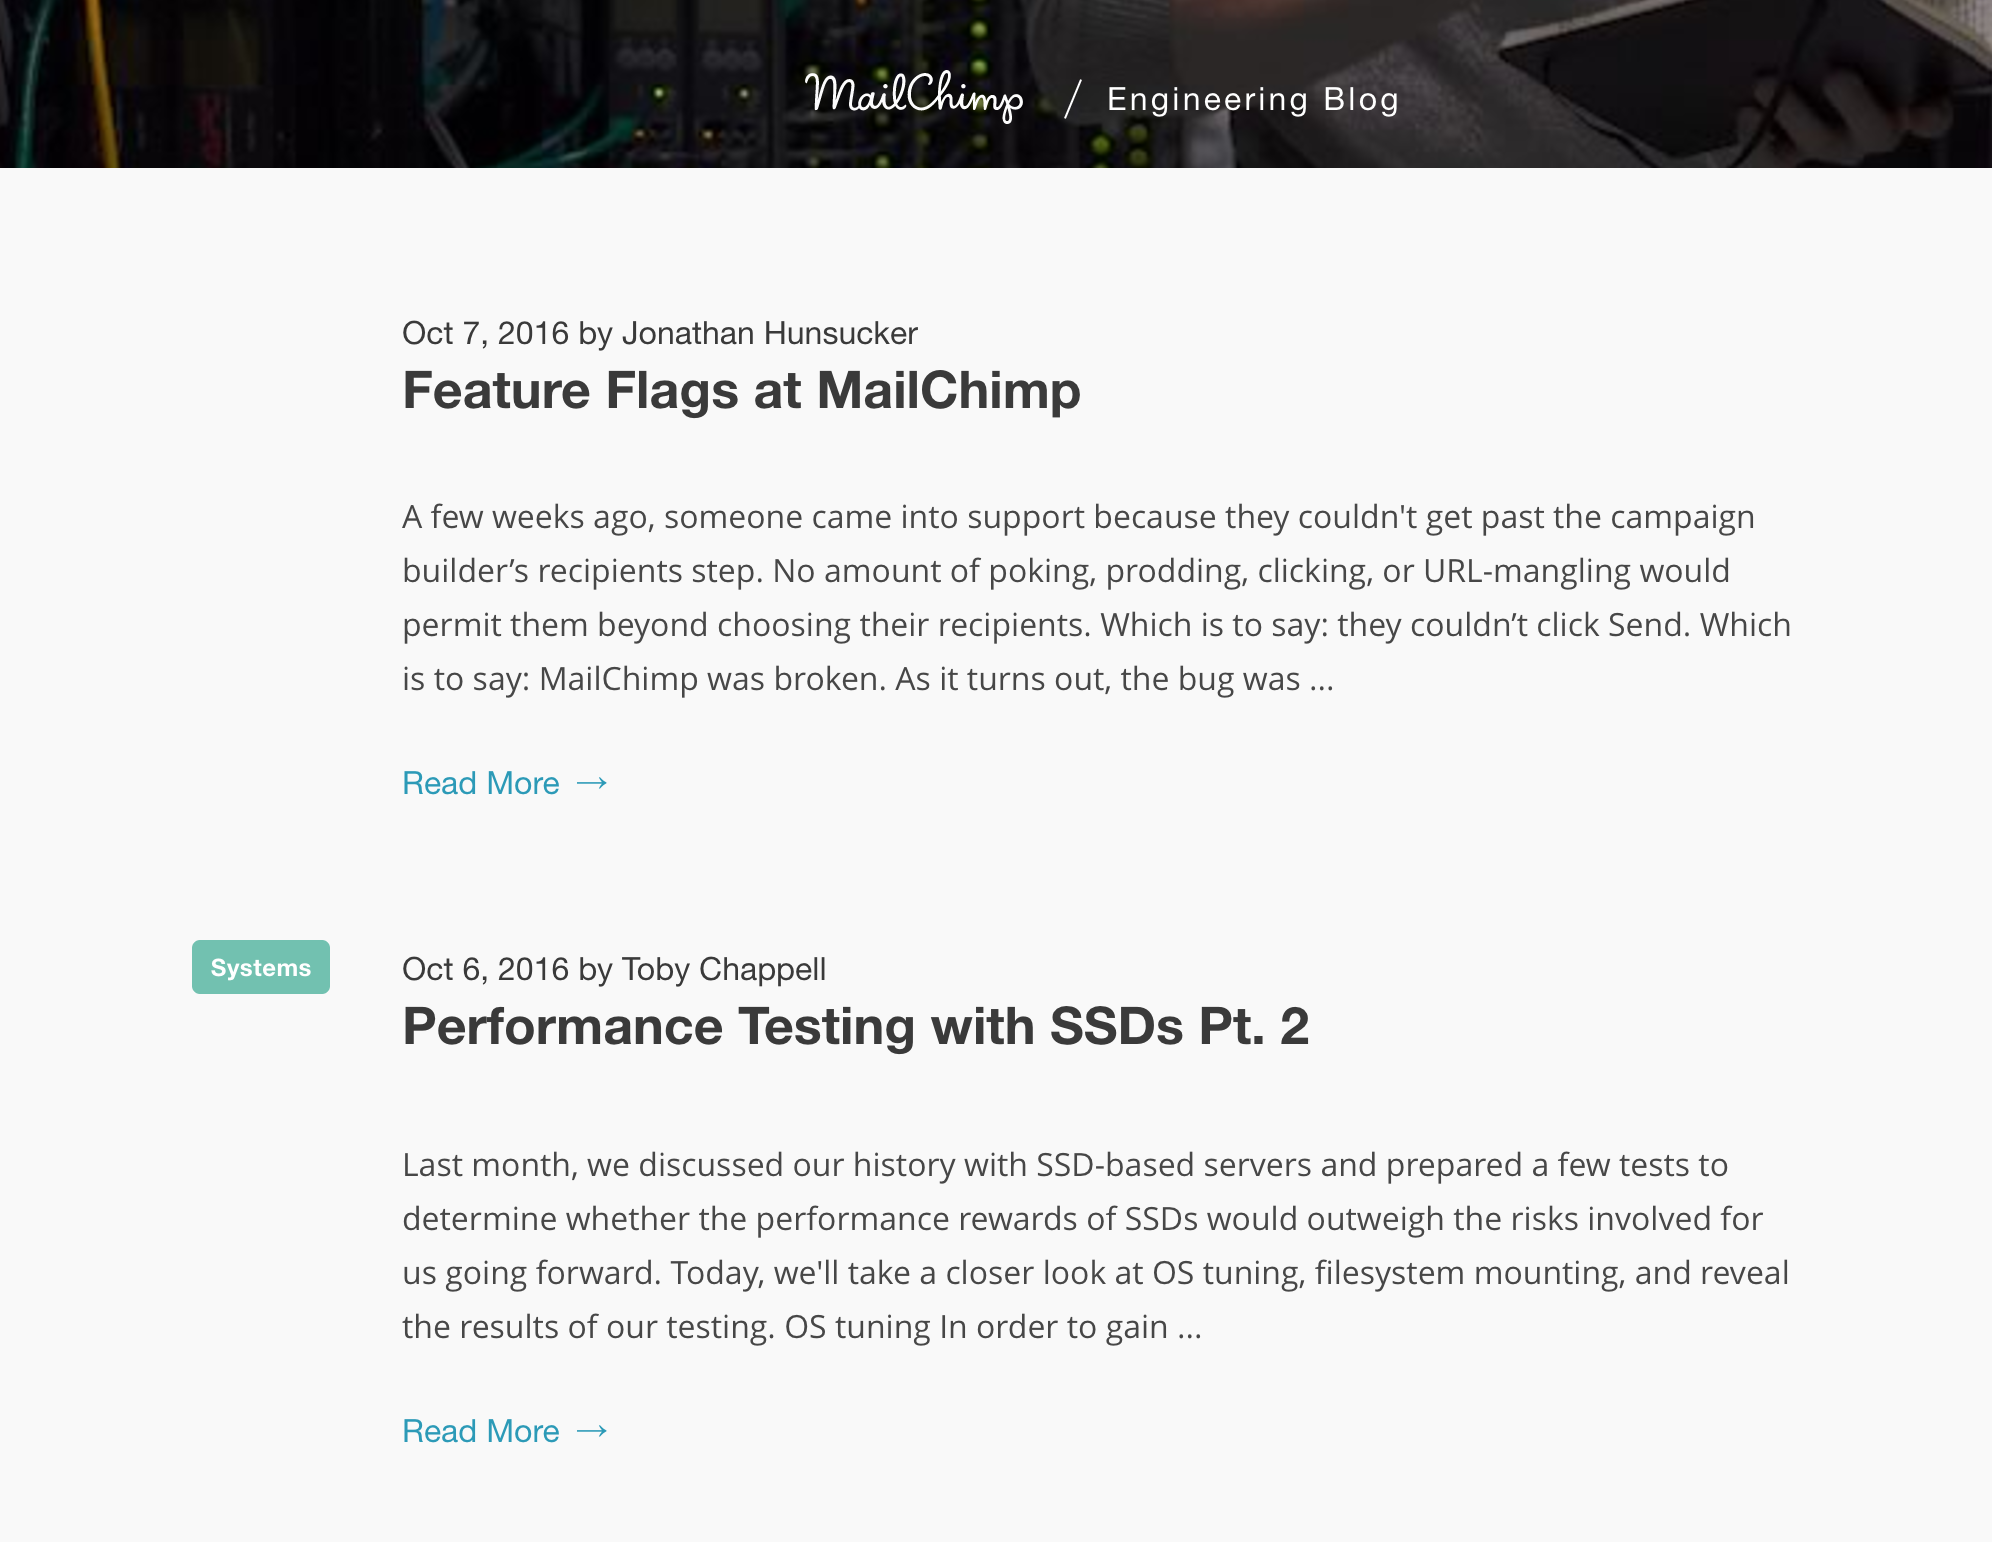 MailChimp / Engineering Blog
Oct 7, 2016 by Jonathan Hunsucker
Feature Flags at MailChimp
A few weeks ago, someone came into support because they couldn't get past the campaign
builder’s recipients step. No amount of poking, prodding, clicking, or URL-mangling would
permit them beyond choosing their recipients. Which is to say: they couldn’t click Send. Which
is to say: MailChimp was broken. As it turns out, the bug was ...
Read More →
Systems
Oct 6, 2016 by Toby Chappell
Performance Testing with SSDs Pt. 2
Last month, we discussed our history with SSD-based servers and prepared a few tests to
determine whether the performance rewards of SSDs would outweigh the risks involved for
us going forward. Today, we'll take a closer look at OS tuning, filesystem mounting, and reveal
the results of our testing. OS tuning In order to gain ...
Read More →